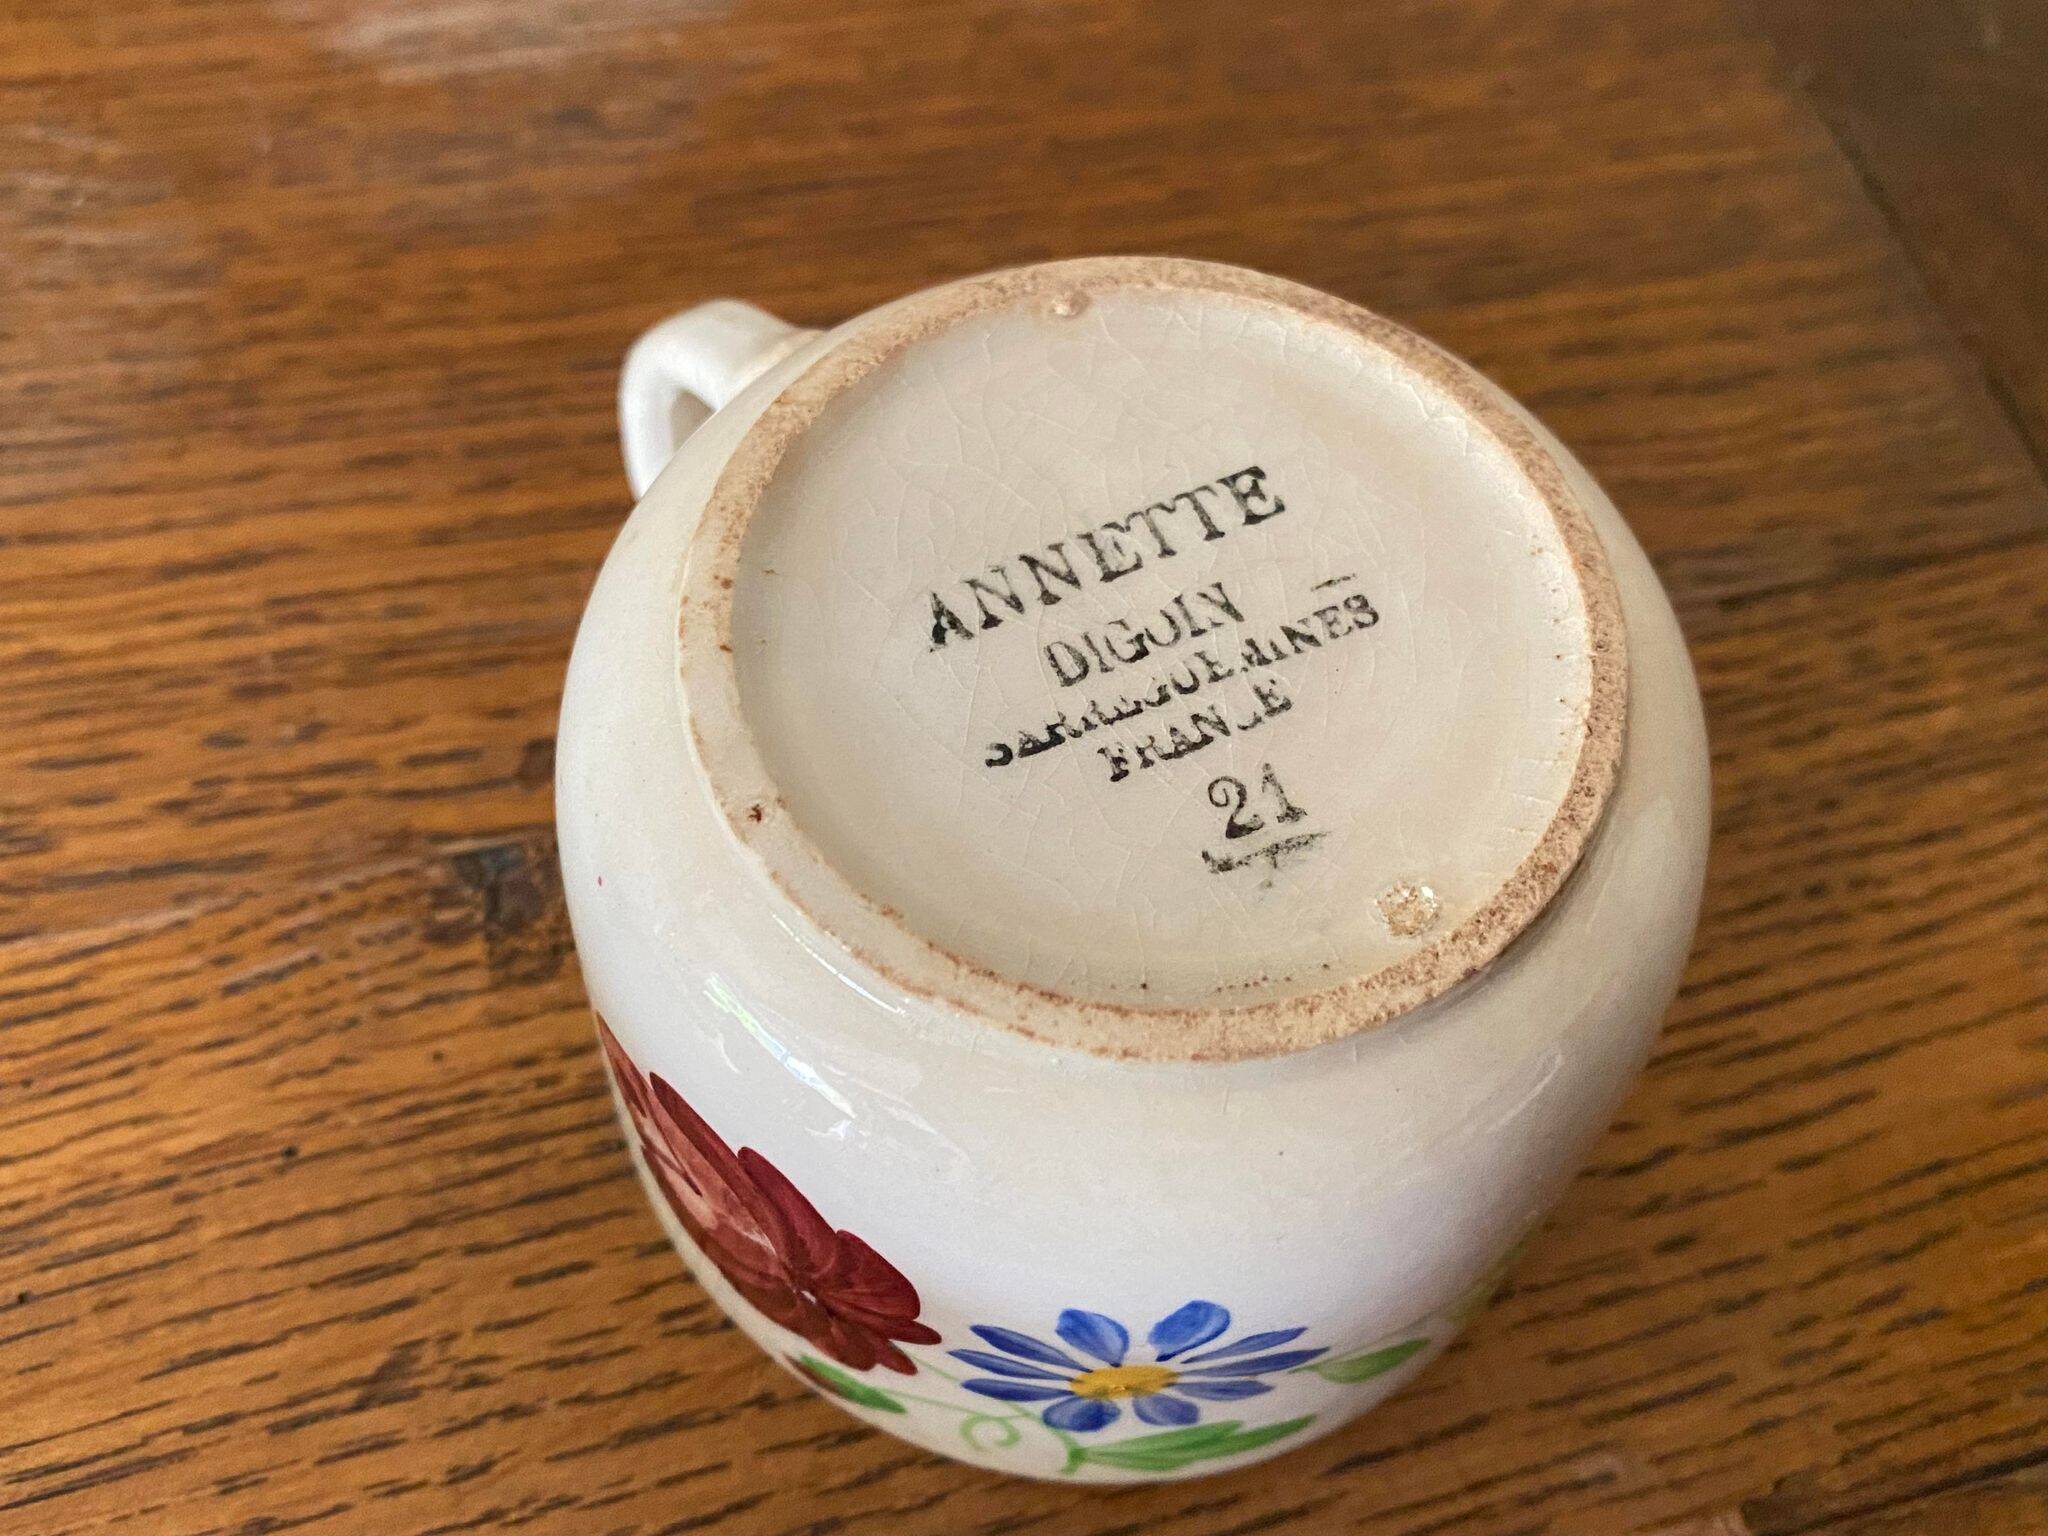 ANNETTE
DIGOIN
SARREGUEMINES
FRANCE
21